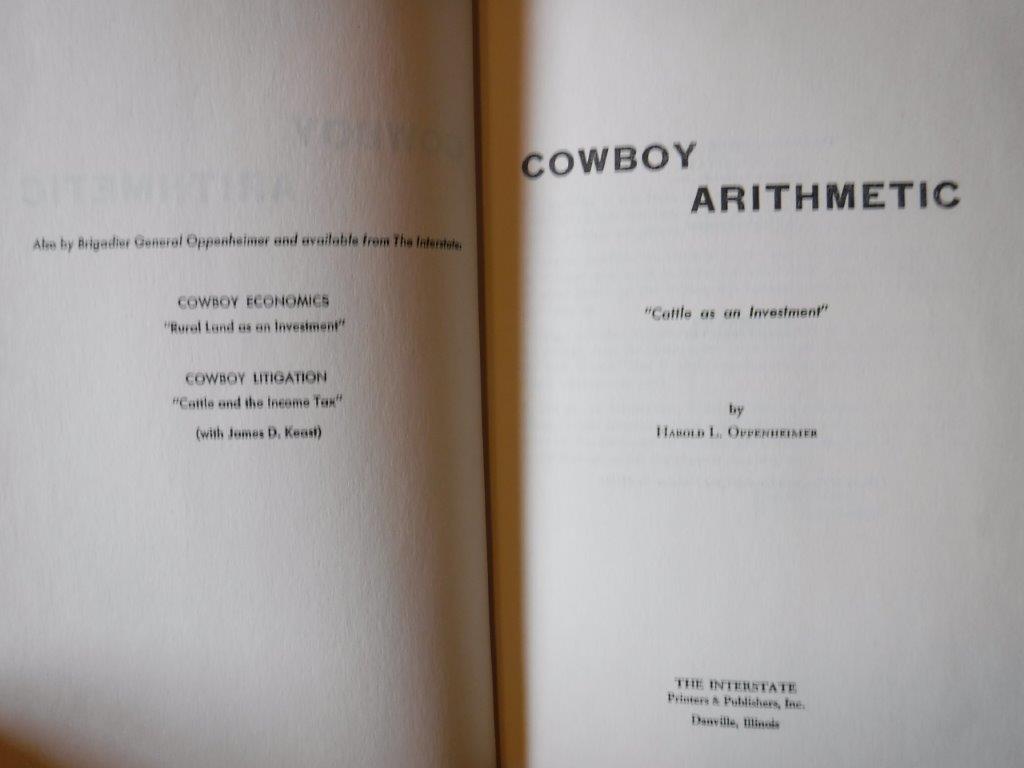 Also by Brigadier General Oppenheimer and available from The Interstate.
COWBOY ECONOMICS
"Rural Land as an Investment"
COWBOY LITIGATION
"Cattle and the Income Tax"
(with James D. Keast)
COWBOY
ARITHMETIC
"Cattle as an Investment"
by
HAROLD L. OPPENHEIMER
THE INTERSTATE
Printers & Publishers, Inc.
Danville, Illinois